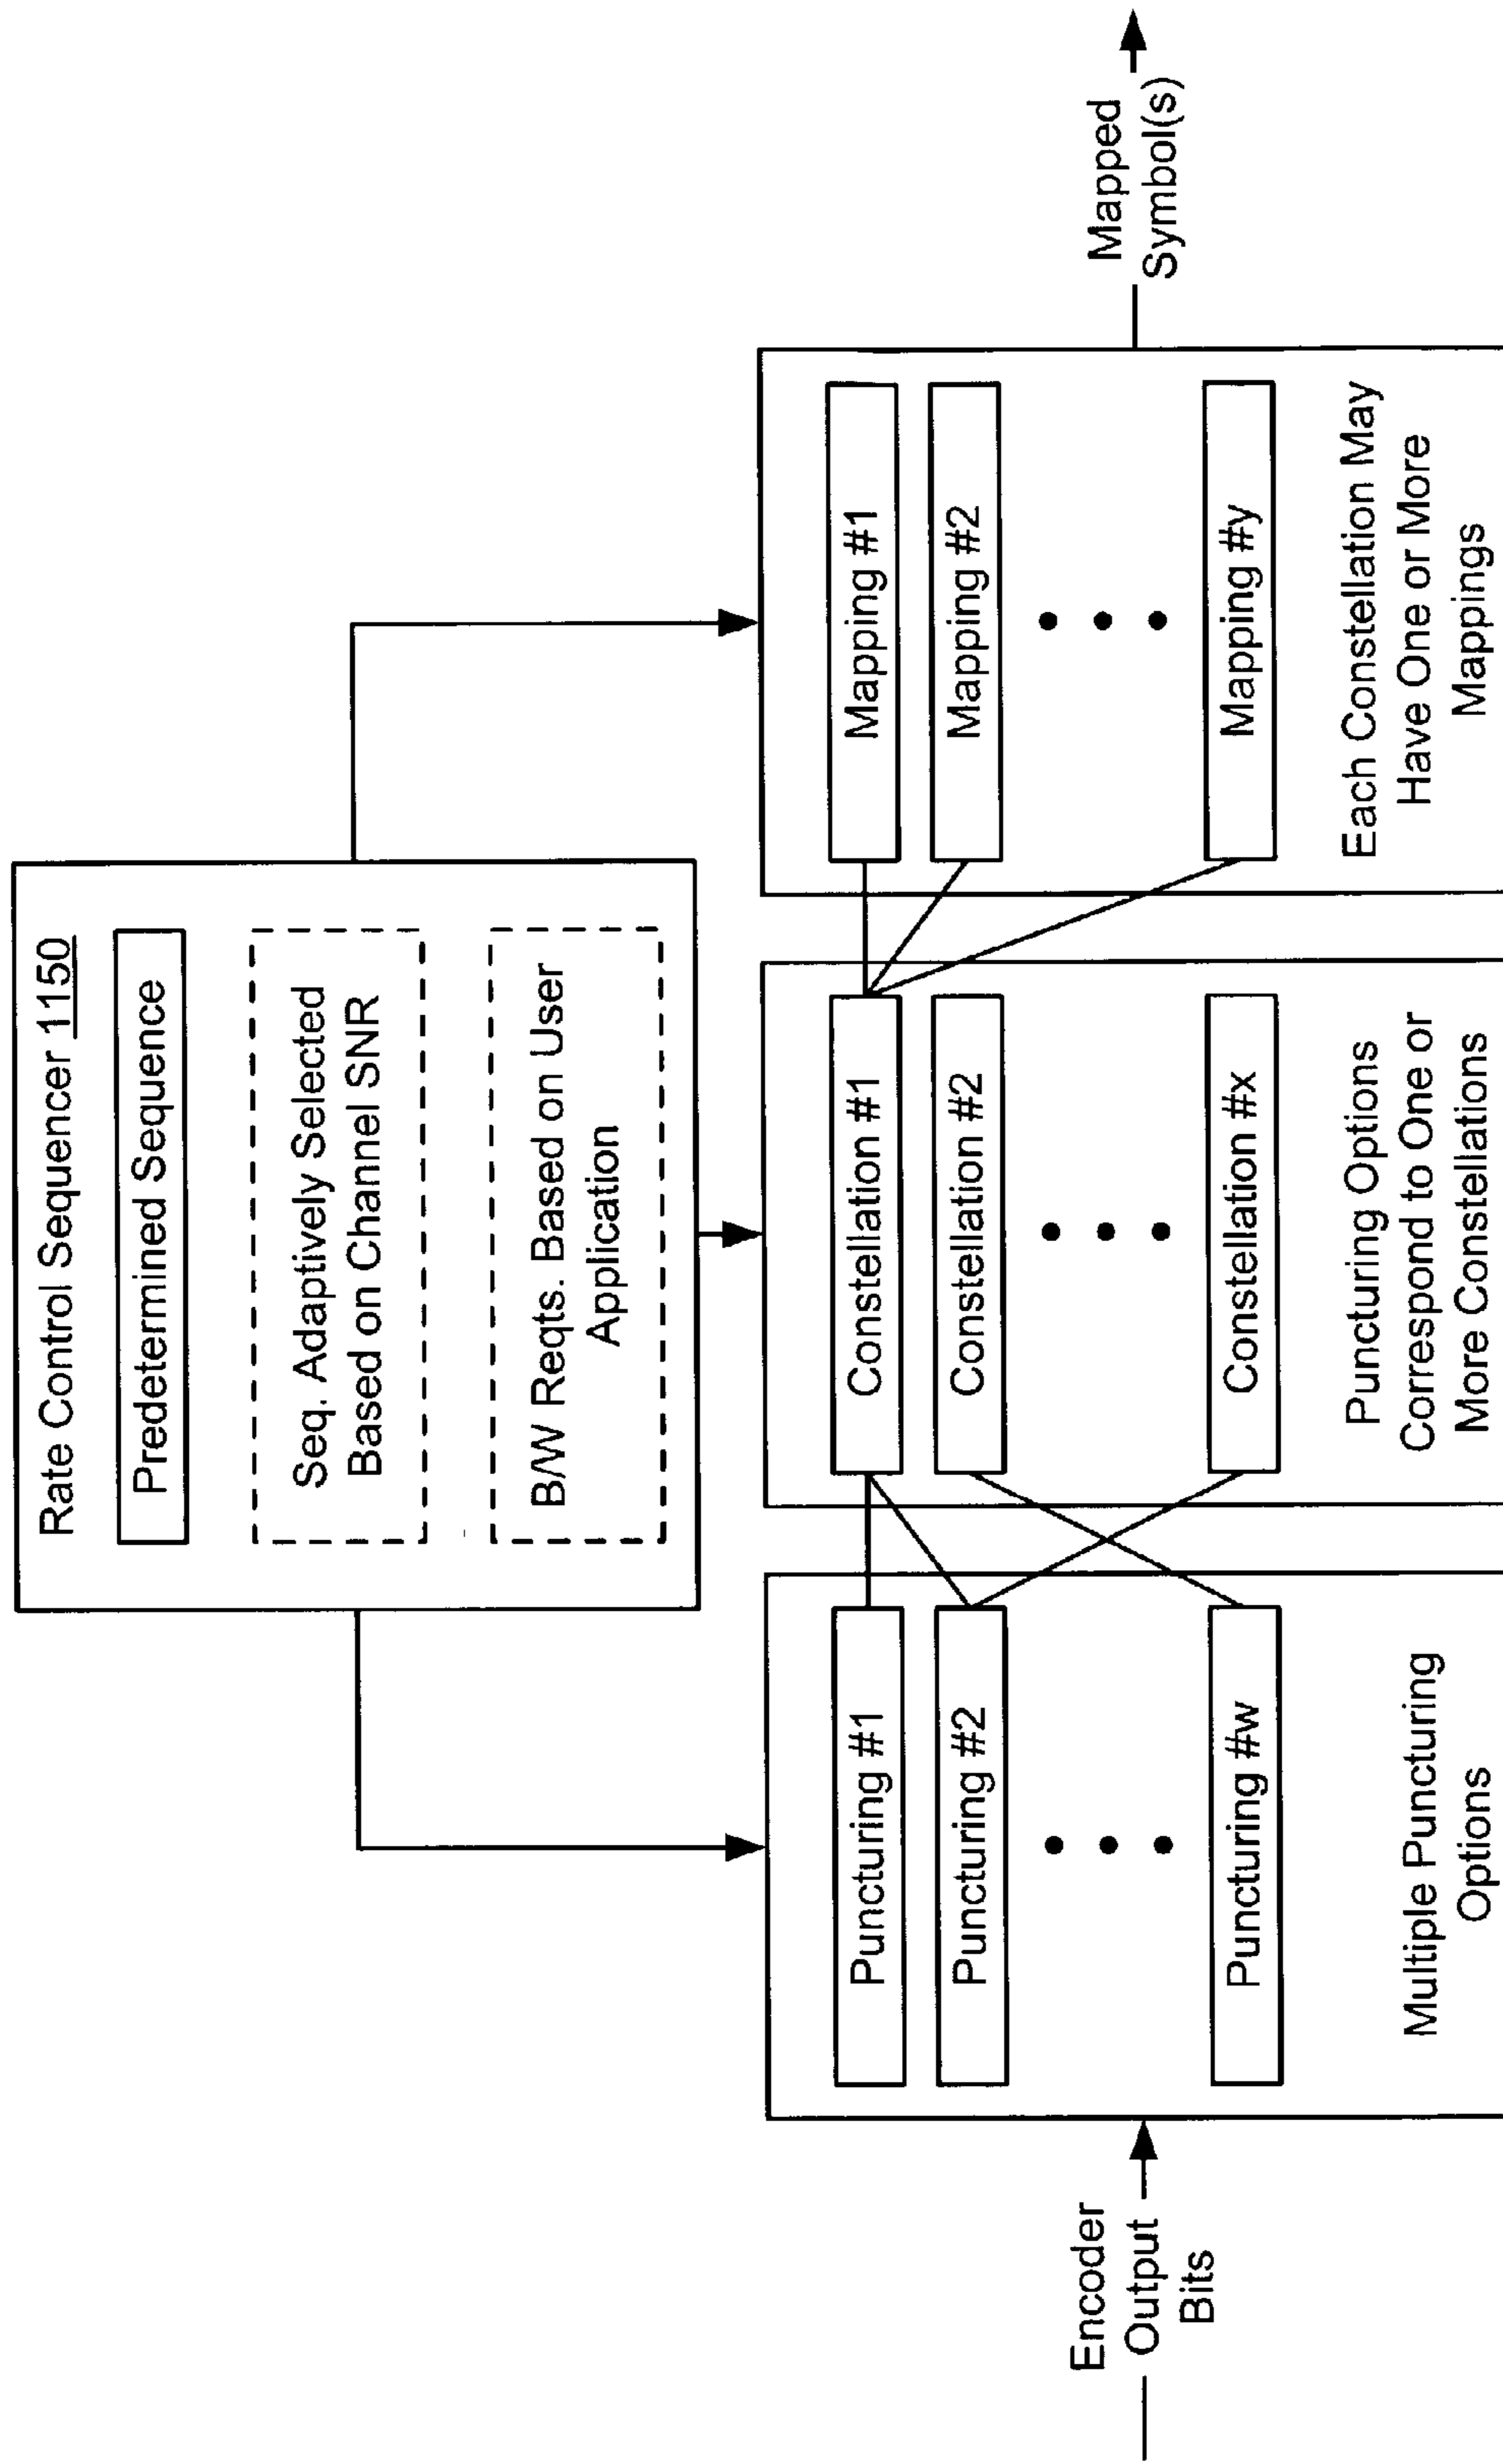 Rate Control Sequencer 1150
Predetermined Sequence
Seq. Adaptively Selected
Based on Channel SNR
B/W Reqts. Based on User
Application
Encoder
Output
Bits
Puncturing #1
Puncturing #2
Puncturing #w
Multiple Puncturing
Options
Constellation #1
Constellation #2
Constellation #x
Puncturing Options
Correspond to One or
More Constellations
Mapping #1
Mapping #2
Mapping #y
Each Constellation May
Have One or More
Mappings
Mapped
Symbol(s)